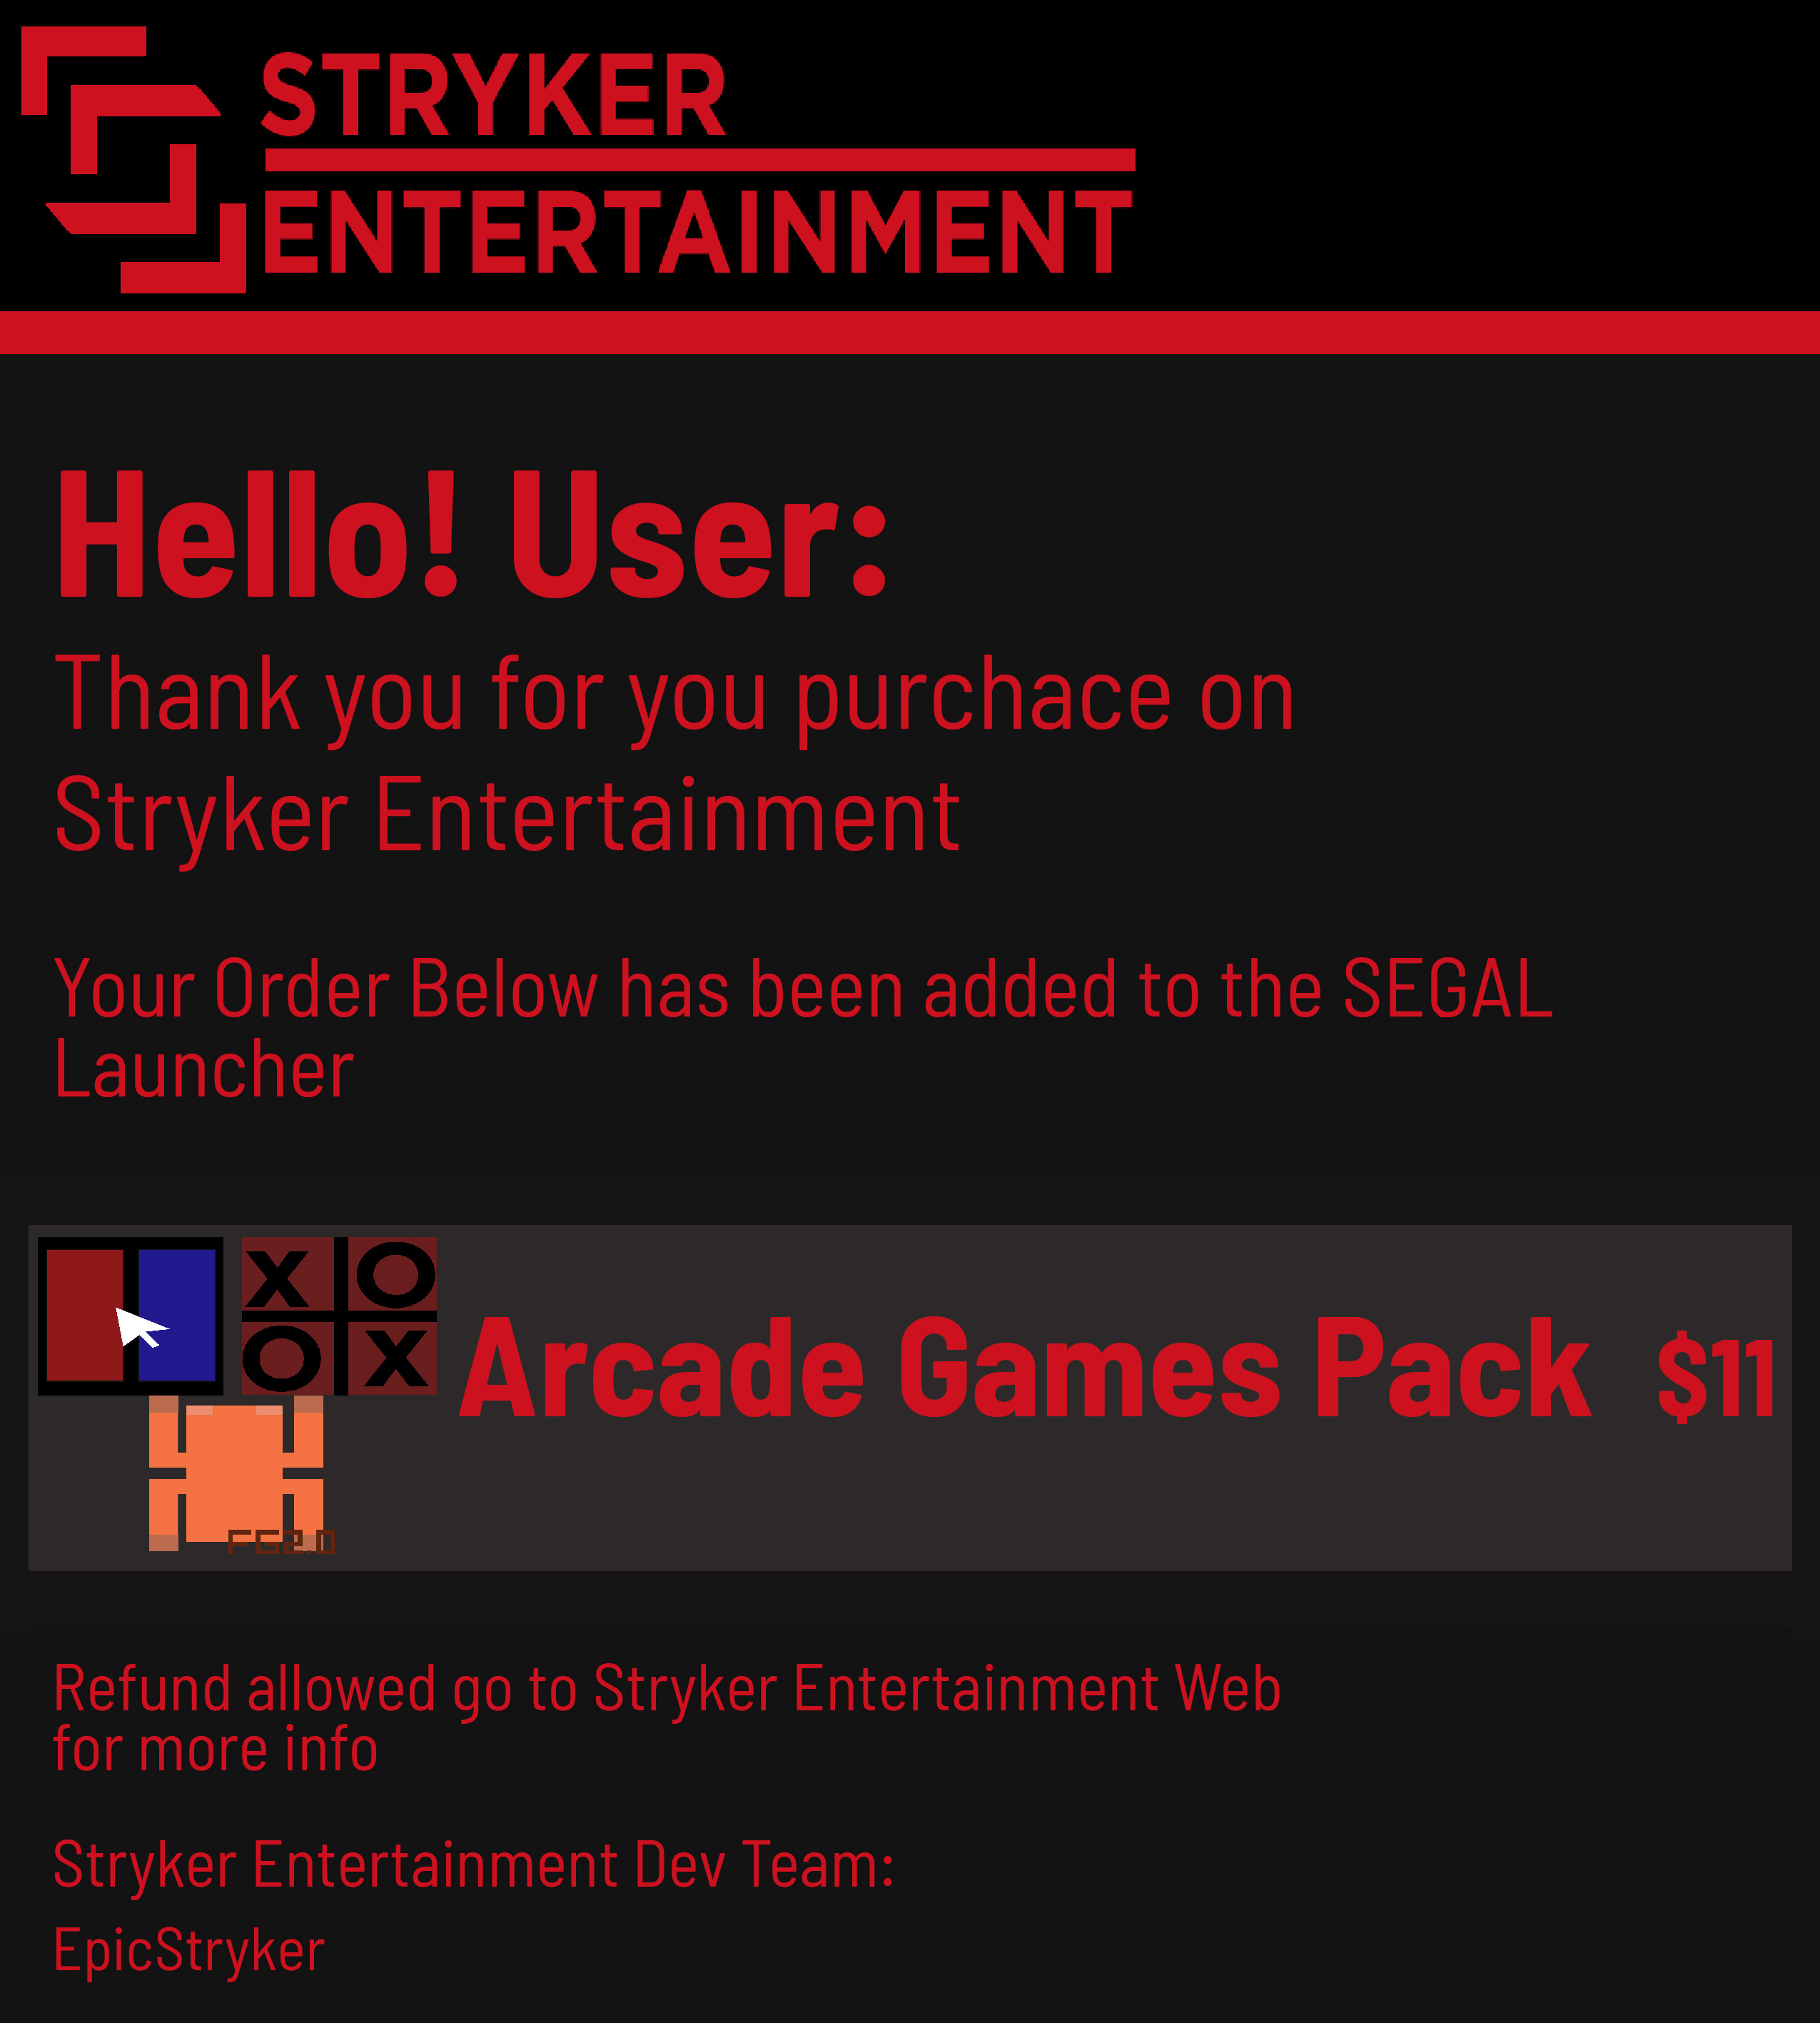 STRYKER
ENTERTAINMENT
Hello! User:
Thank you for you purchace on
Stryker Entertainment
Your Order Below has been added to the SEGAL
Launcher
X O
O X
Arcade Games Pack $11
FG2.0
Refund allowed go to Stryker Entertainment Web
for more info
Stryker Entertainment Dev Team:
EpicStryker